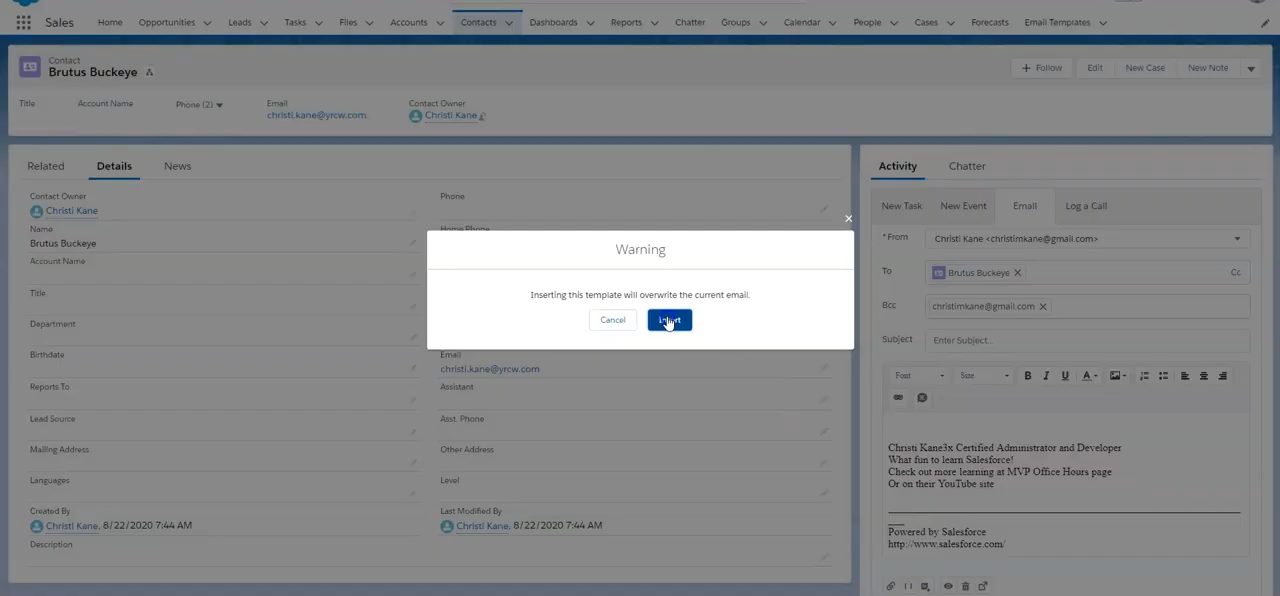 Sales
Home
Opportunities
Leads
Tasks
Files
Accounts
Contacts
Dashboards
Reports
Chatter
Groups
Calendar
People
Cases
Forecasts
Email Templates
Contact
Brutus Buckeye
Follow
Edit
New Case
New Note
Title
Account Name
Phone (2)
Email
christi.kane@yrcw.com
Contact Owner
Christi Kane
Related
Details
News
Contact Owner
Christi Kane
Phone
Name
Brutus Buckeye
Home Phone
Account Name
Title
Department
Birthdate
Email
christi.kane@yrcw.com
Reports To
Assistant
Lead Source
Asst. Phone
Mailing Address
Other Address
Languages
Level
Created By
Christi Kane, 8/22/2020 7:44 AM
Last Modified By
Christi Kane, 8/22/2020 7:44 AM
Description
Warning
Inserting this template will overwrite the current email.
Cancel
Activity
Chatter
New Task
New Event
Email
Log a Call
* From
Christi Kane <christimkane@gmail.com>
To
Brutus Buckeye
Cc
Bcc
christimkane@gmail.com
Subject
Enter Subject...
Font
Size
B I U A
Christi Kane3x Certified Administrator and Developer
What fun to learn Salesforce!
Check out more learning at MVP Office Hours page
Or on their YouTube site
Powered by Salesforce
http://www.salesforce.com/